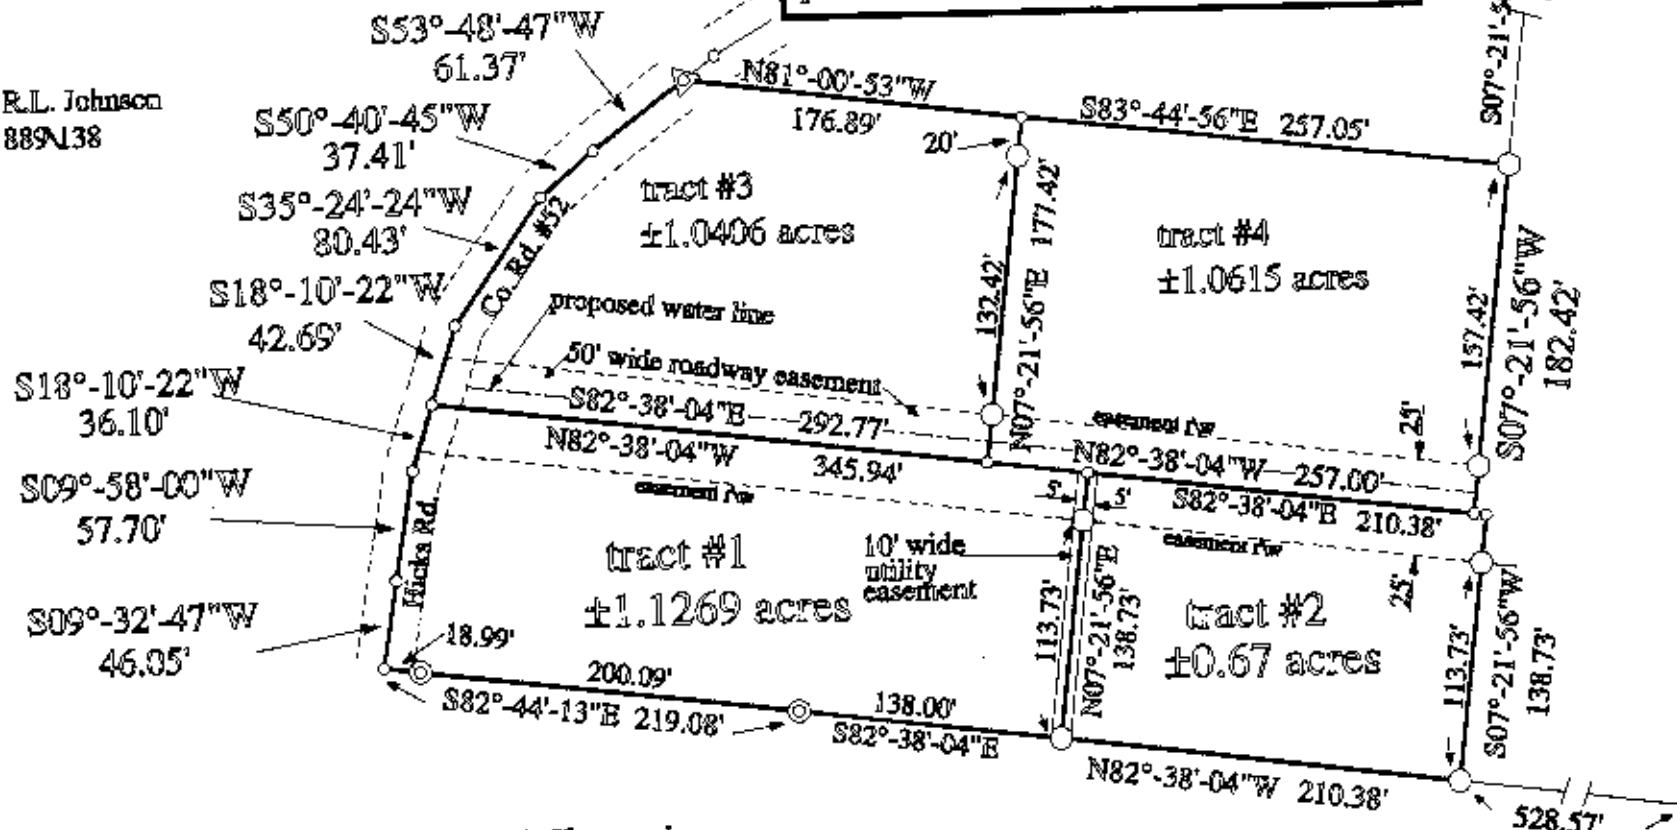 S53°-48'-47"W
61.37'
R.L. Johnson
889/138
S50°-40'-45"W
37.41'
S35°-24'-24"W
80.43'
S18°-10'-22"W
42.69'
S18°-10'-22"W
36.10'
S09°-58'-00"W
57.70'
S09°-32'-47"W
46.05'
N81°-00'-53"W
176.89'
20'
S83°-44'-56"E 257.05'
S07°-21'-5
tract #3
±1.0406 acres
Co. Rd. #52
132.42'
N07°-21'-56"E 177.42'
tract #4
±1.0615 acres
157.42'
S07°-21'-56"W
182.42'
proposed water line
50' wide roadway easement
S82°-38'-04"E 292.77'
N82°-38'-04"W 345.94'
easement r/w
25'
N82°-38'-04"W 257.00'
S82°-38'-04"E 210.38'
easement r/w
easement r/w
5'
5'
25'
Hicks Rd.
tract #1
±1.1269 acres
10' wide
utility
easement
113.73'
N07°-21'-56"E
138.73'
tract #2
±0.67 acres
113.73'
S07°-21'-56"W
138.73'
18.99'
200.09'
S82°-44'-13"E 219.08'
138.00'
S82°-38'-04"E
N82°-38'-04"W 210.38'
528.57'